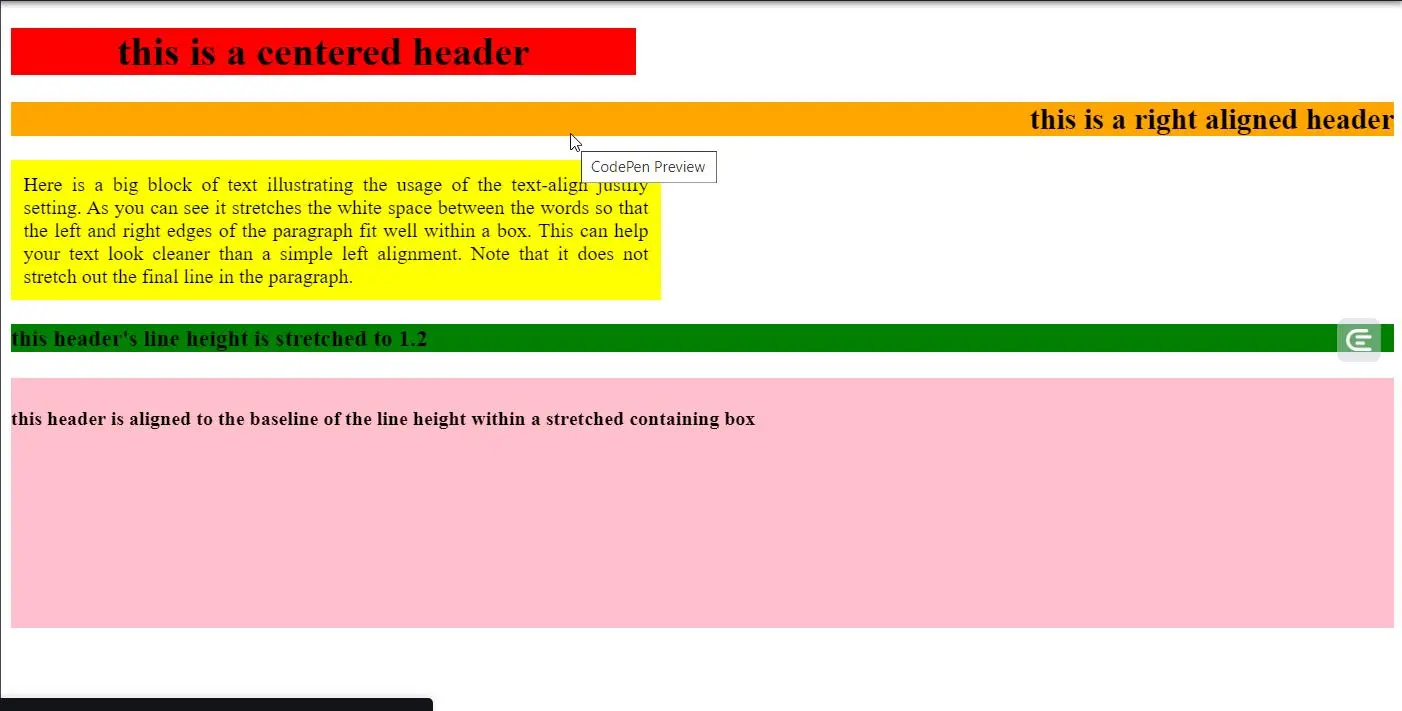 this is a centered header
this is a right aligned header
CodePen Preview
Here is a big block of text illustrating the usage of the text-align justify
setting. As you can see it stretches the white space between the words so that
the left and right edges of the paragraph fit well within a box. This can help
your text look cleaner than a simple left alignment. Note that it does not
stretch out the final line in the paragraph.
this header's line height is stretched to 1.2
this header is aligned to the baseline of the line height within a stretched containing box